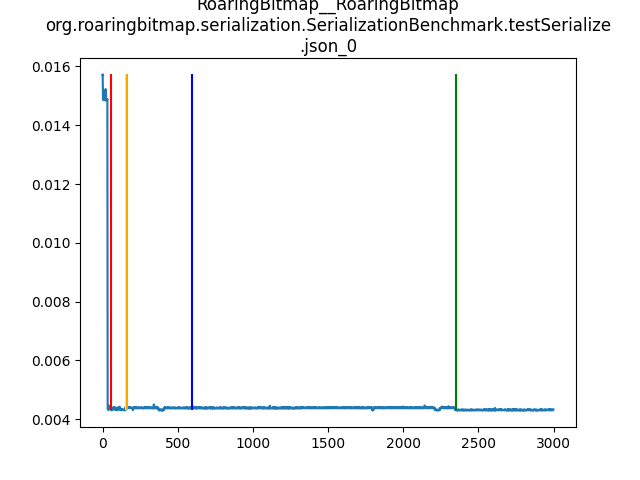 RoaringBitmap__RoaringBitmap
org.roaringbitmap.serialization.SerializationBenchmark.testSerialize
.json_0
0.016
0.014
0.012
0.010
0.008
0.006
0.004
0 500 1000 1500 2000 2500 3000